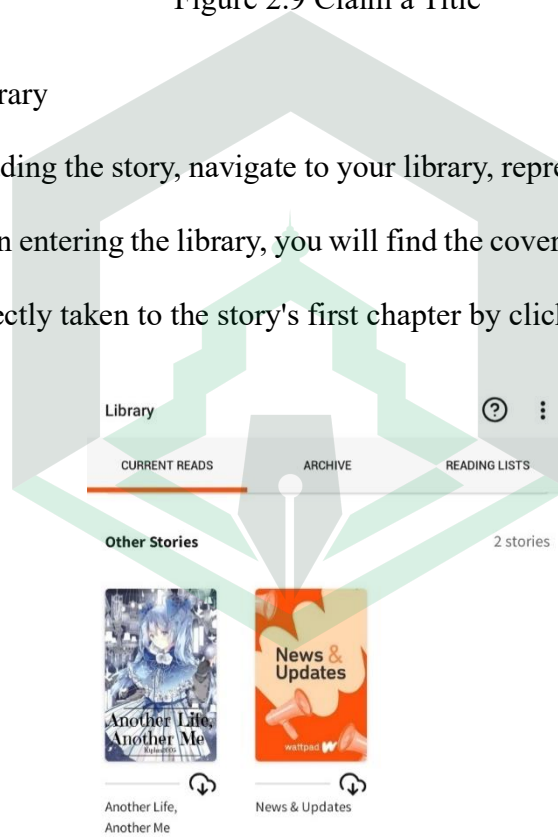 Figure 2.9 Claim a Title
rary
ding the story, navigate to your library, repre
n entering the library, you will find the cover
ectly taken to the story's first chapter by clic
Library
CURRENT READS ARCHIVE READING LISTS
Other Stories 2 stories
News &
Updates
Another Life,
Another Me
wattpad
Another Life,
Another Me
News & Updates